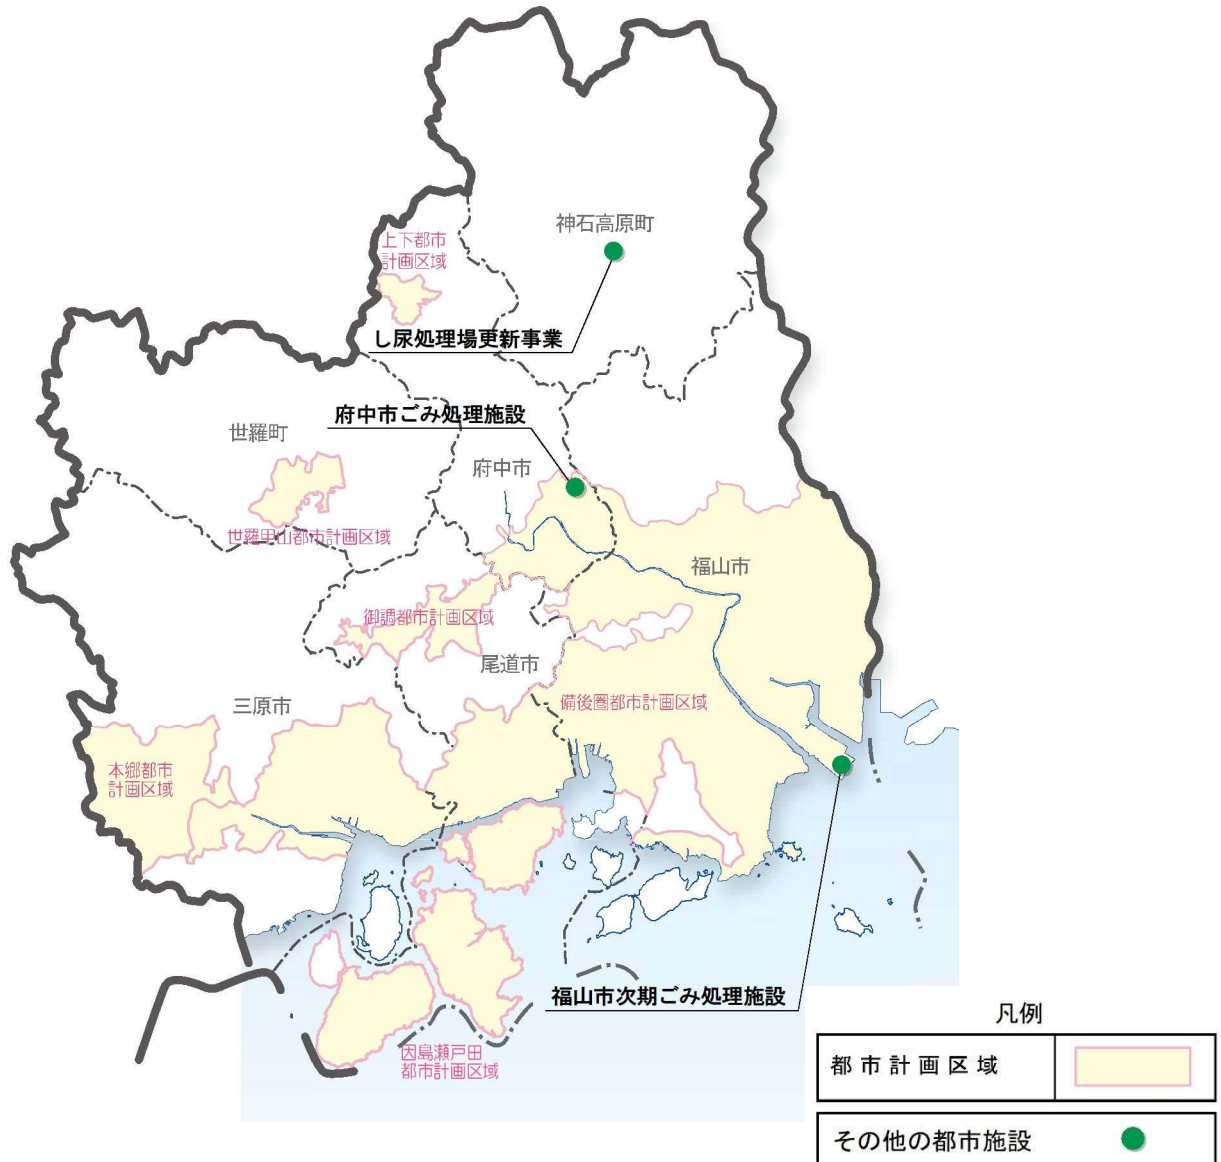 神石高原町
上下都市
計画区域
し尿処理場更新事業
府中市ごみ処理施設
世羅町
府中市
世羅甲山都市計画区域
福山市
御調都市計画区域
尾道市
備後圏都市計画区域
三原市
本郷都市
計画区域
福山市次期ごみ処理施設
因島瀬戸田
都市計画区域
凡例
都市計画区域
その他の都市施設